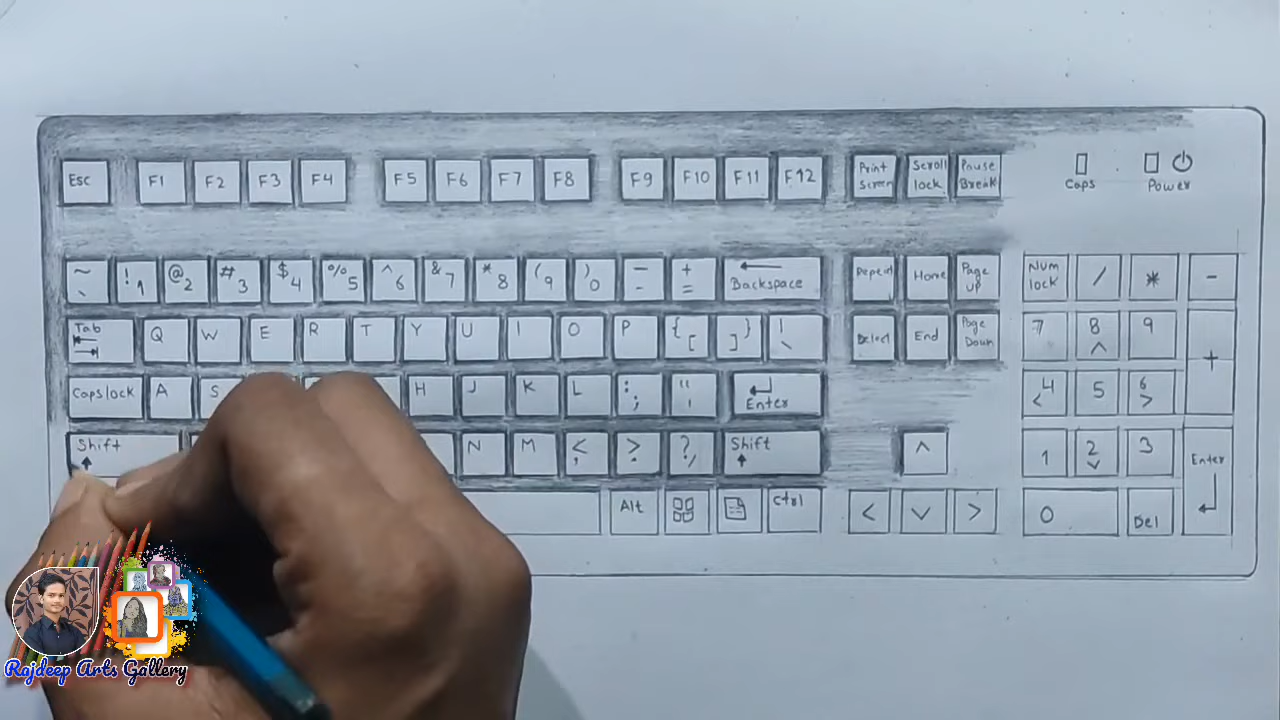 Esc F1 F2 F3 F4 F5 F6 F7 F8 F9 F10 F11 F12 Print Scroll Pause
Screen lock Break
Caps Power
~ ` ! 1 @ 2 # 3 $ 4 % 5 ^ 6 & 7 * 8 ( 9 ) 0 — - + = Backspace Home Page Num / * -
Up lock
Tab Q W E R T Y U I O P { [ ] } | \ End Page 7 8 9
Down ^ +
Capslock A S H J K L : ; " ' Enter 4 5 6
< >
Shift N M < , > . ? / Shift ^ 1 2 3 Enter
Alt Ctrl < > 0 Del
Rajdeep Arts Gallery